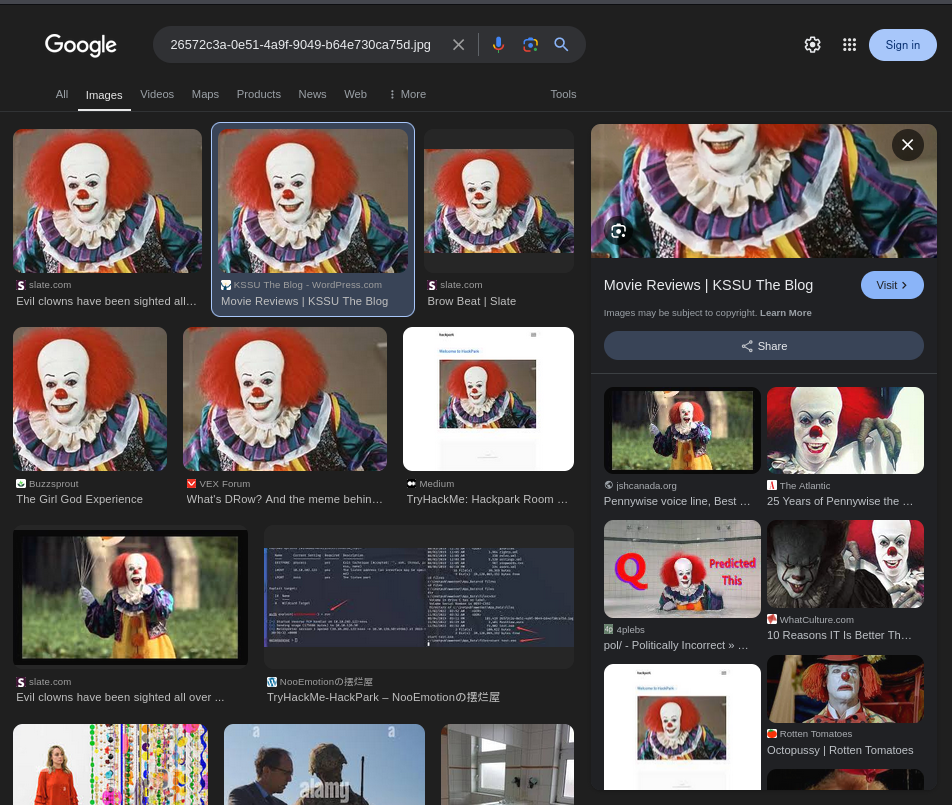 Google
26572c3a-0e51-4a9f-9049-b64e730ca75d.jpg
Sign in
All
Images
Videos
Maps
Products
News
Web
More
Tools
slate.com
Evil clowns have been sighted all...
KSSU The Blog - WordPress.com
Movie Reviews | KSSU The Blog
slate.com
Brow Beat | Slate
Buzzsprout
The Girl God Experience
VEX Forum
What's DRow? And the meme behin...
hackpark
Welcome to HackPark
Medium
TryHackMe: Hackpark Room ...
slate.com
Evil clowns have been sighted all over ...
NooEmotionの摆烂屋
TryHackMe-HackPark – NooEmotionの摆烂屋
a
a
alamy
Movie Reviews | KSSU The Blog
Visit
Images may be subject to copyright. Learn More
Share
jshcanada.org
Pennywise voice line, Best ...
The Atlantic
25 Years of Pennywise the ...
Q
Predicted
This
4plebs
pol/ - Politically Incorrect » ...
WhatCulture.com
10 Reasons IT Is Better Th...
hackpark
Welcome to HackPark
Rotten Tomatoes
Octopussy | Rotten Tomatoes